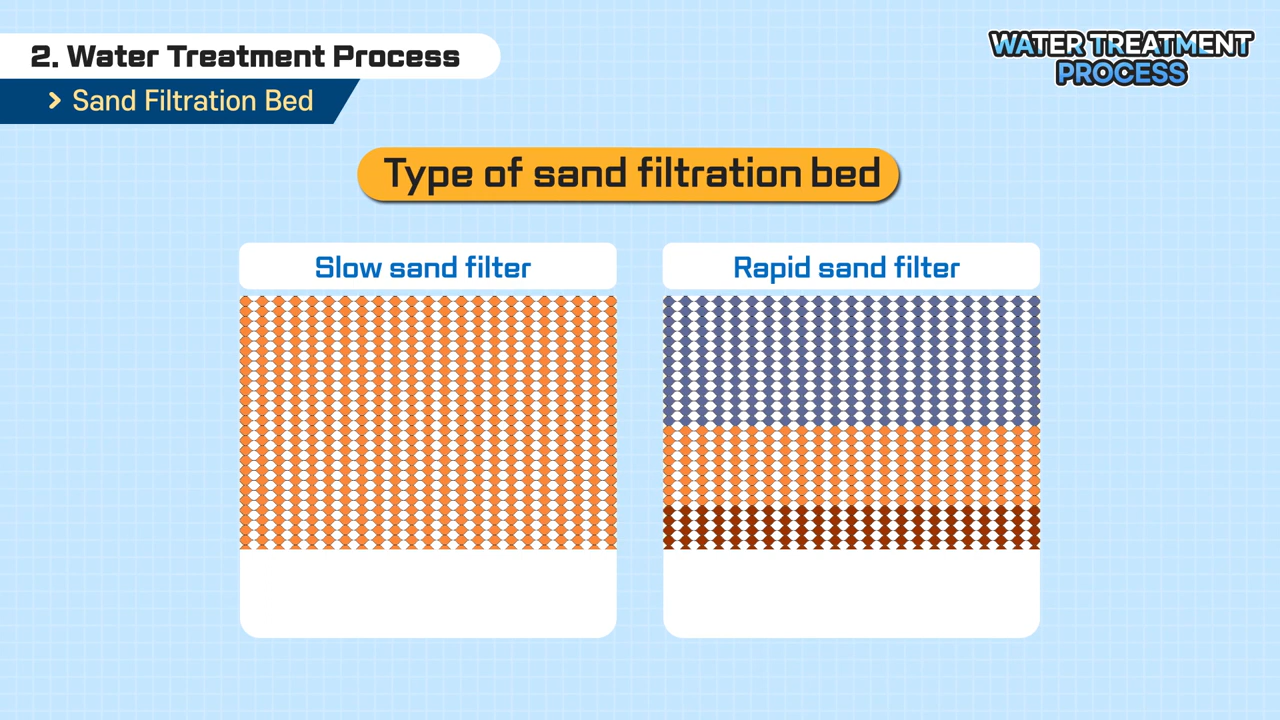 2. Water Treatment Process
> Sand Filtration Bed
WATER TREATMENT
PROCESS
Type of sand filtration bed
Slow sand filter
Rapid sand filter